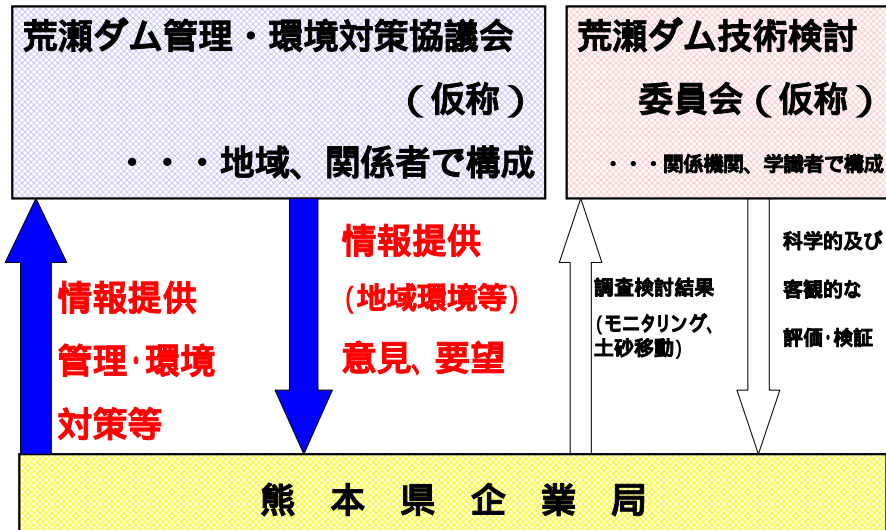 荒瀬ダム管理・環境対策協議会
（仮称）
・・・地域、関係者で構成
荒瀬ダム技術検討
委員会（仮称）
・・・関係機関、学識者で構成
情報提供
管理・環境
対策等
情報提供
(地域環境等)
意見、要望
調査検討結果
(モニタリング、
土砂移動)
科学的及び
客観的な
評価・検証
熊本県企業局